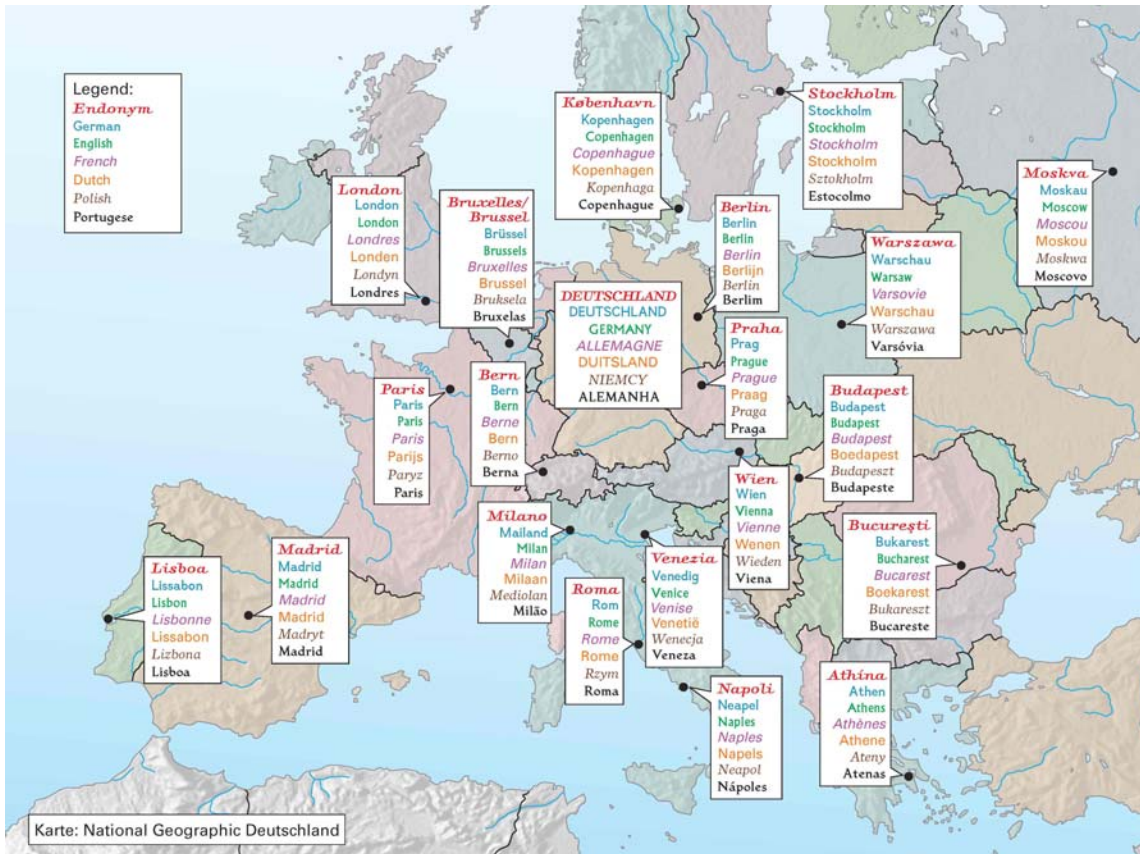 Legend:
Endonym
German
English
French
Dutch
Polish
Portugese
København
Kopenhagen
Copenhagen
Copenhague
Kopenhagen
Kopenhaga
Copenhague
Stockholm
Stockholm
Stockholm
Stockholm
Stockholm
Sztokholm
Estocolmo
Moskva
Moskau
Moscow
Moscou
Moskou
Moskwa
Moscovo
London
London
London
Londres
Londen
Londyn
Londres
Bruxelles/
Brussel
Brüssel
Brussels
Bruxelles
Brussel
Bruksela
Bruxelas
Berlin
Berlin
Berlin
Berlin
Berlijn
Berlin
Berlim
Warszawa
Warschau
Warsaw
Varsovie
Warschau
Warszawa
Varsóvia
DEUTSCHLAND
DEUTSCHLAND
GERMANY
ALLEMAGNE
DUITSLAND
NIEMCY
ALEMANHA
Praha
Prag
Prague
Prague
Praag
Praga
Praga
Paris
Paris
Paris
Paris
Parijs
Paryz
Paris
Bern
Bern
Bern
Berne
Bern
Berno
Berna
Budapest
Budapest
Budapest
Budapest
Boedapest
Budapeszt
Budapeste
Wien
Wien
Vienna
Vienne
Wenen
Wieden
Viena
Milano
Mailand
Milan
Milan
Milaan
Mediolan
Milão
Venezia
Venedig
Venice
Venise
Venetië
Wenecja
Veneza
București
Bukarest
Bucharest
Bucarest
Boekarest
Bukareszt
Bucareste
Lisboa
Lissabon
Lisbon
Lisbonne
Lissabon
Lizbona
Lisboa
Madrid
Madrid
Madrid
Madrid
Madrid
Madryt
Madrid
Roma
Rom
Rome
Rome
Rome
Rzym
Roma
Napoli
Neapel
Naples
Naples
Napels
Neapol
Nápoles
Athína
Athen
Athens
Athènes
Athene
Ateny
Atenas
Karte: National Geographic Deutschland